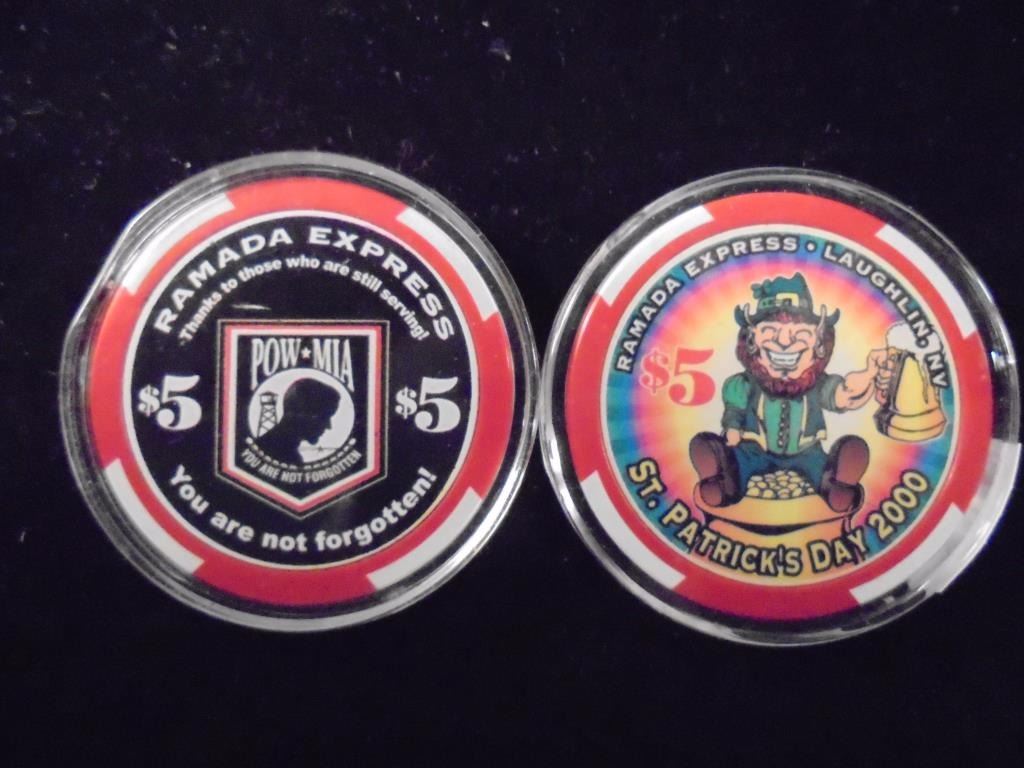 RAMADA EXPRESS
Thanks to those who are still serving!
$5
POW★MIA
YOU ARE NOT FORGOTTEN
$5
You are not forgotten!
RAMADA EXPRESS • LAUGHLIN, NV
$5
ST. PATRICK'S DAY 2000